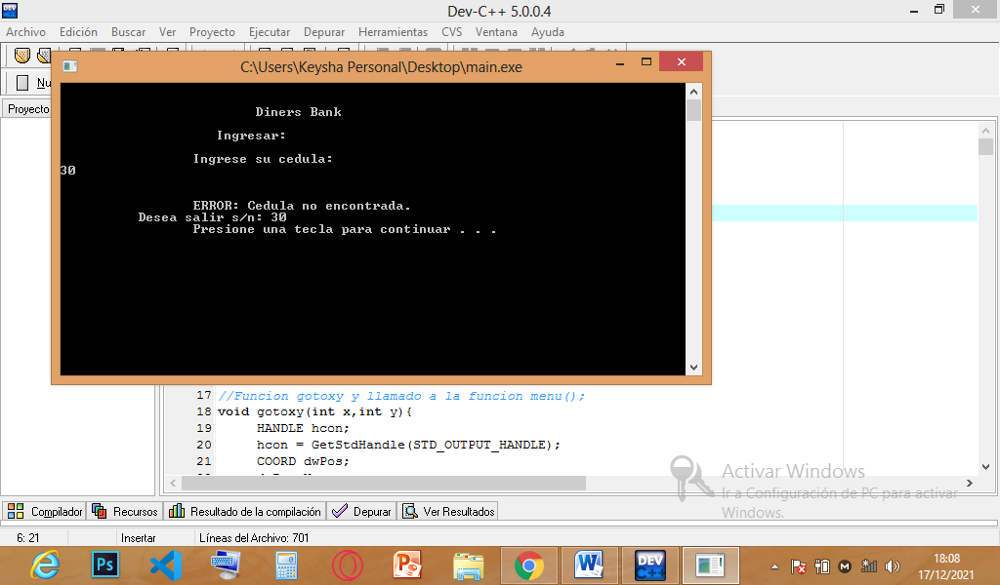 DEV C++
Dev-C++ 5.0.0.4
Archivo Edición Buscar Ver Proyecto Ejecutar Depurar Herramientas CVS Ventana Ayuda
C:\Users\Keysha Personal\Desktop\main.exe
Nu
Proyecto
Diners Bank
Ingresar:
Ingrese su cedula:
30
ERROR: Cedula no encontrada.
Desea salir s/n: 30
Presione una tecla para continuar . . .
17 //Funcion gotoxy y llamado a la funcion menu();
18 void gotoxy(int x,int y){
19 HANDLE hcon;
20 hcon = GetStdHandle(STD_OUTPUT_HANDLE);
21 COORD dwPos;
Activar Windows
Ir a Configuración de PC para activar
Windows.
Compilador Recursos Resultado de la compilación Depurar Ver Resultados
6: 21 Insertar Líneas del Archivo: 701
Ps DEV C++
18:08
17/12/2021